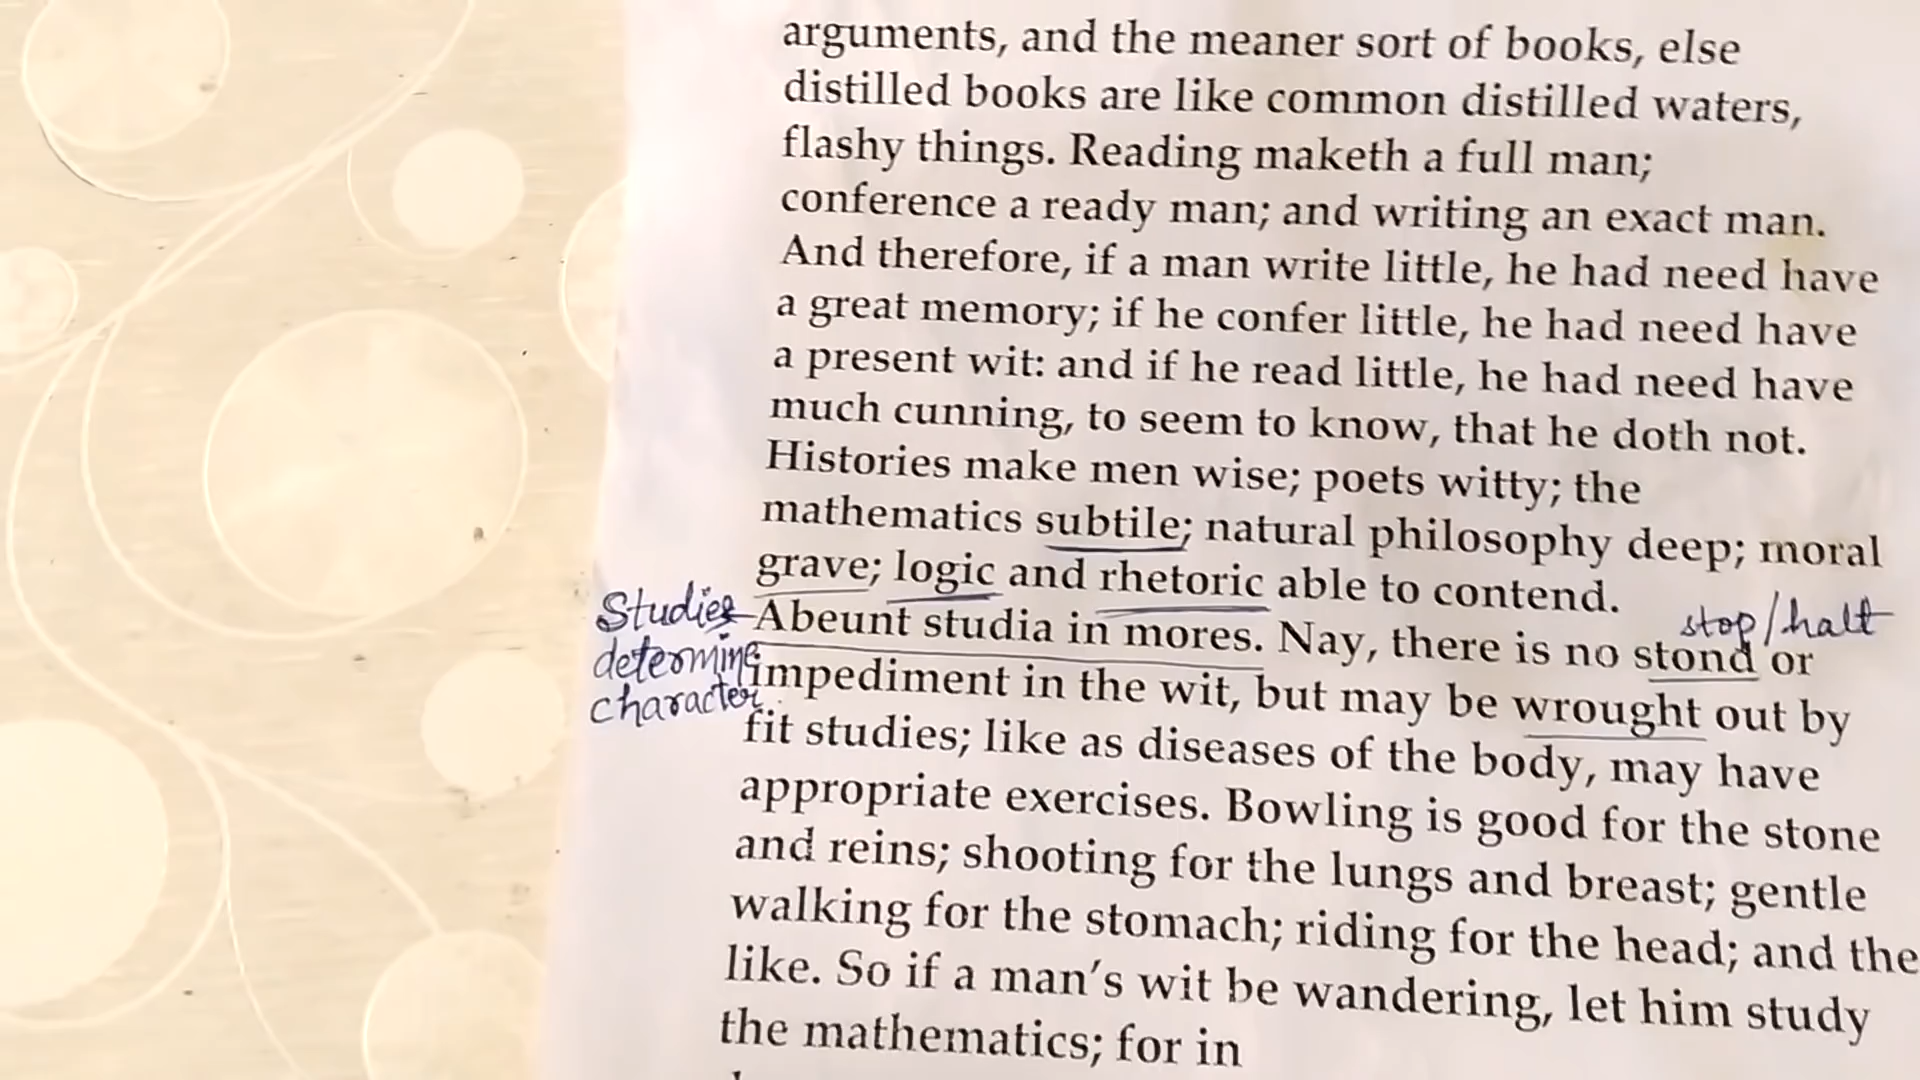 arguments, and the meaner sort of books, else
distilled books are like common distilled waters,
flashy things. Reading maketh a full man;
conference a ready man; and writing an exact man.
And therefore, if a man write little, he had need have
a great memory; if he confer little, he had need have
a present wit: and if he read little, he had need have
much cunning, to seem to know, that he doth not.
Histories make men wise; poets witty; the
mathematics subtile; natural philosophy deep; moral
grave; logic and rhetoric able to contend.
stop/halt
Studies
Abeunt studia in mores. Nay, there is no stond or
determine
impediment in the wit, but may be wrought out by
character
fit studies; like as diseases of the body, may have
appropriate exercises. Bowling is good for the stone
and reins; shooting for the lungs and breast; gentle
walking for the stomach; riding for the head; and the
like. So if a man's wit be wandering, let him study
the mathematics; for in